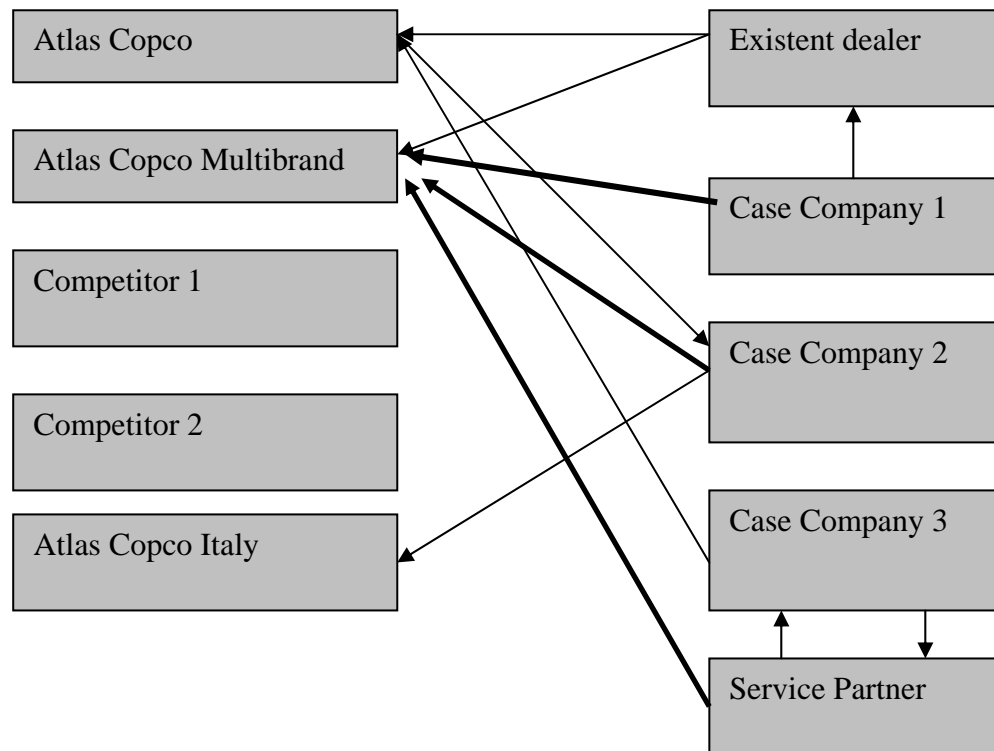 Atlas Copco
Existent dealer
Atlas Copco Multibrand
Case Company 1
Competitor 1
Case Company 2
Competitor 2
Case Company 3
Atlas Copco Italy
Service Partner